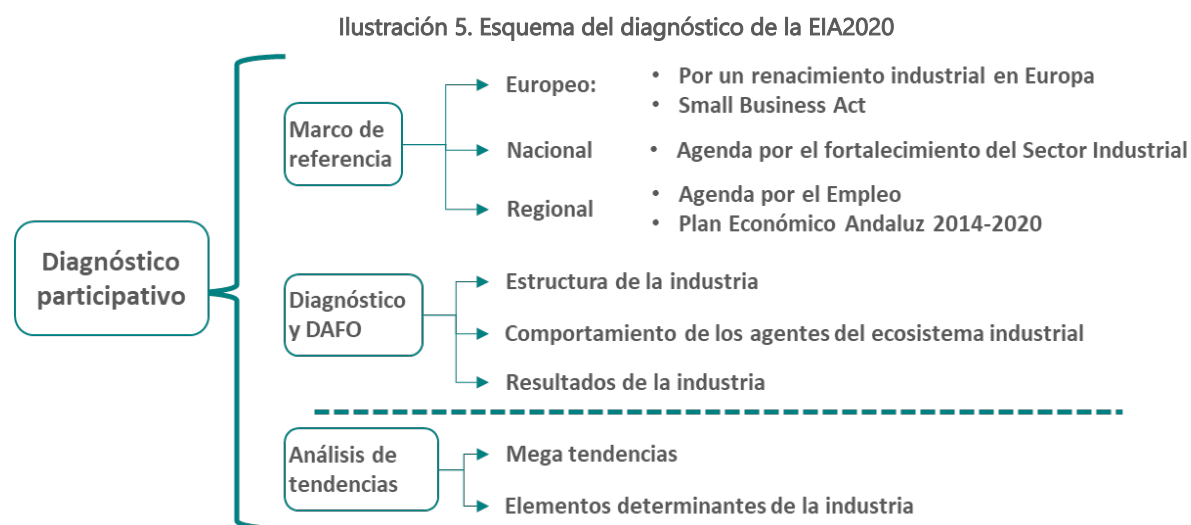 Ilustración 5. Esquema del diagnóstico de la EIA2020
Diagnóstico
participativo
Marco de
referencia
Europeo:
• Por un renacimiento industrial en Europa
• Small Business Act
Nacional
• Agenda por el fortalecimiento del Sector Industrial
Regional
• Agenda por el Empleo
• Plan Económico Andaluz 2014-2020
Diagnóstico
y DAFO
Estructura de la industria
Comportamiento de los agentes del ecosistema industrial
Resultados de la industria
Análisis de
tendencias
Mega tendencias
Elementos determinantes de la industria